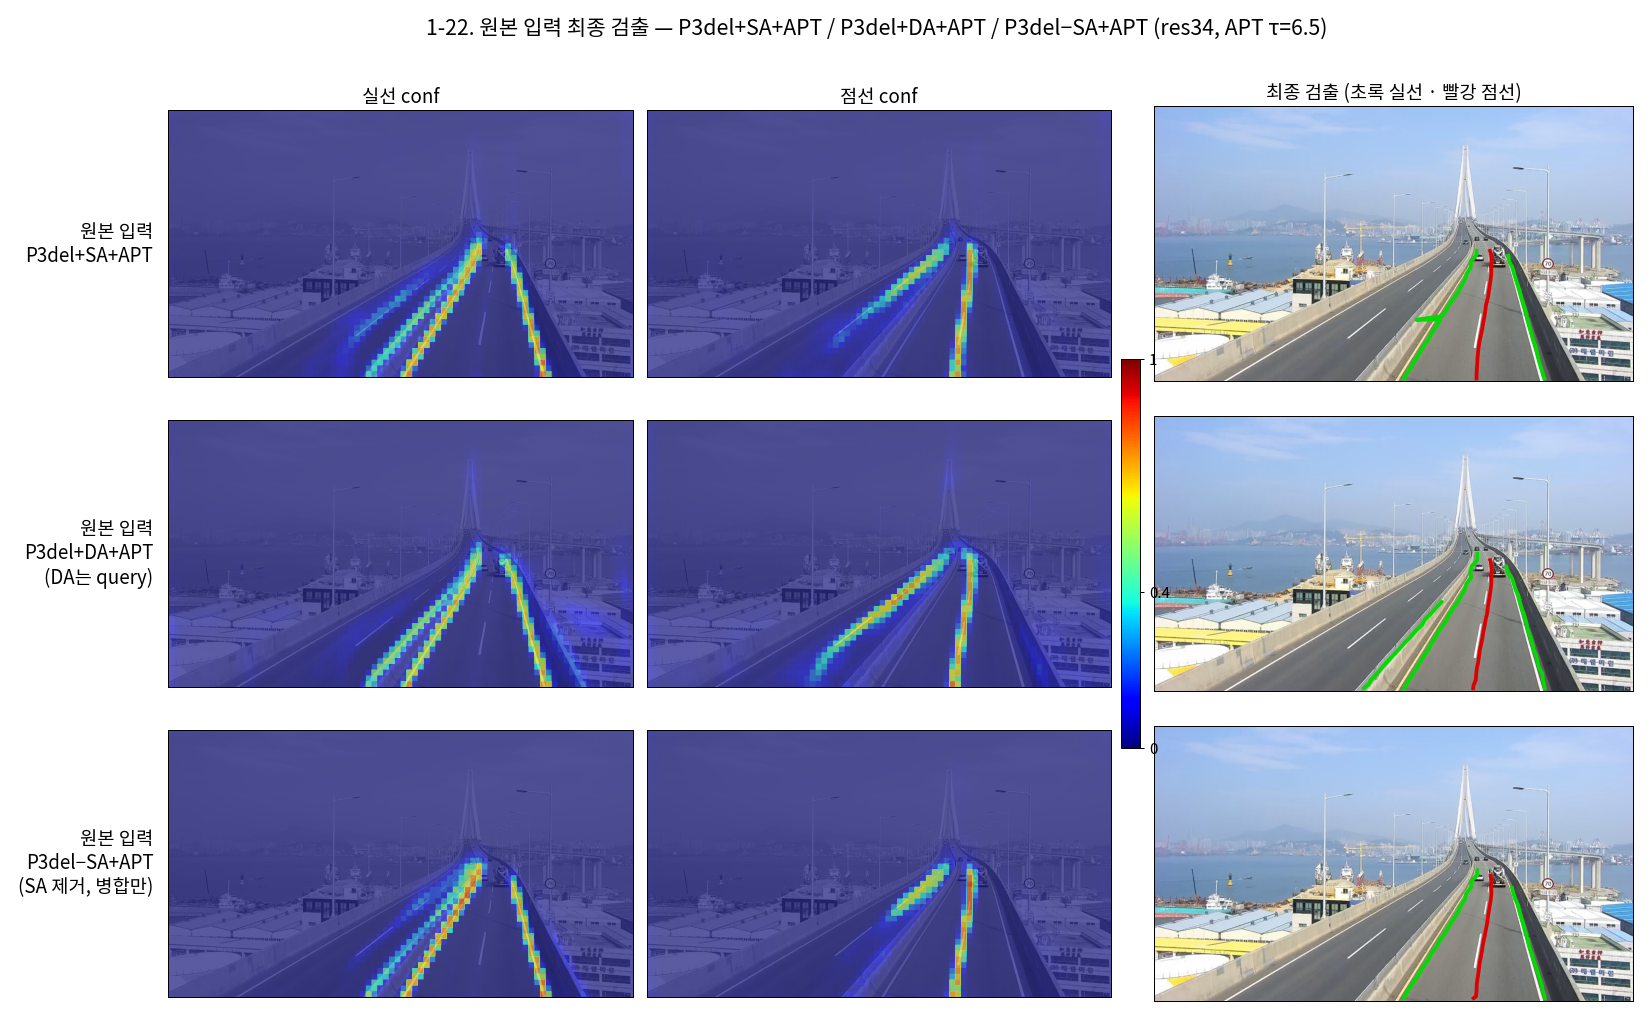 1-22. 원본 입력 최종 검출 — P3del+SA+APT / P3del+DA+APT / P3del−SA+APT (res34, APT τ=6.5)
실선 conf
점선 conf
최종 검출 (초록 실선 · 빨강 점선)
원본 입력
P3del+SA+APT
원본 입력
P3del+DA+APT
(DA는 query)
원본 입력
P3del−SA+APT
(SA 제거, 병합만)
1
0.4
0
70
70
70